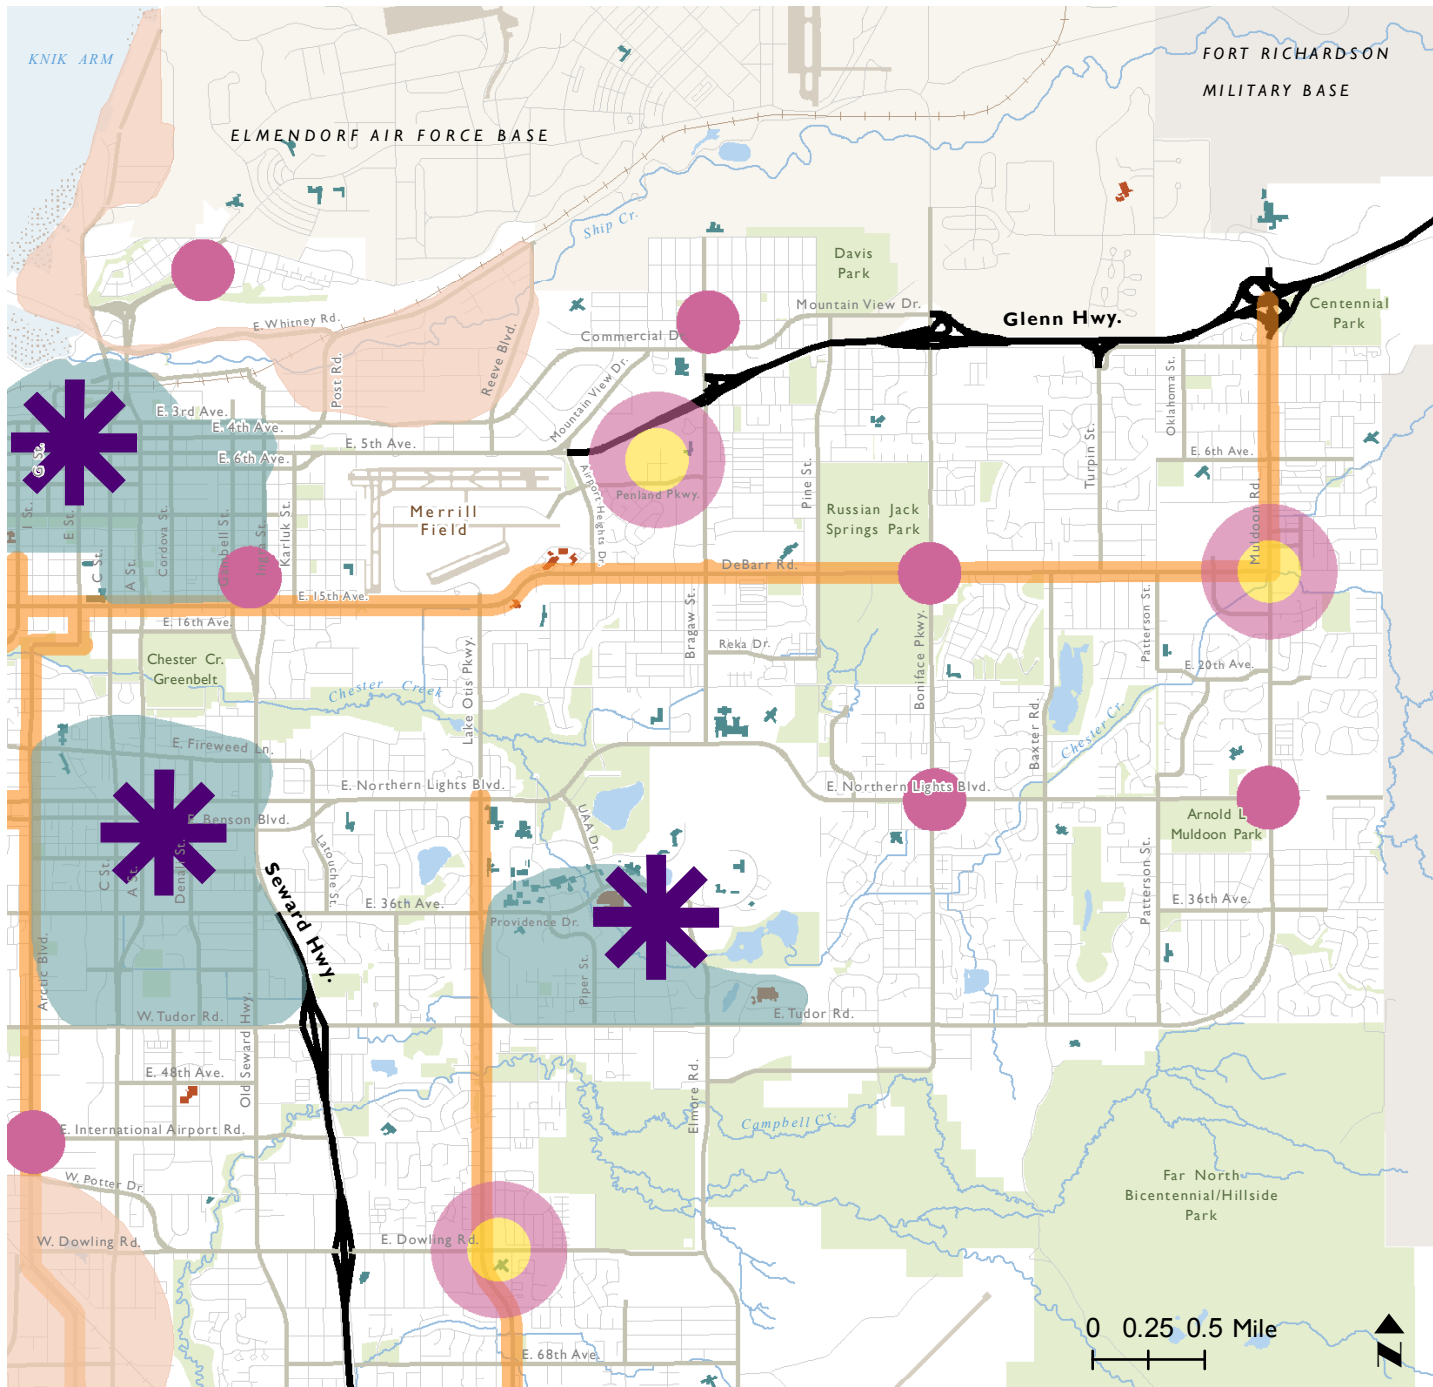 KNIK ARM
FORT RICHARDSON
MILITARY BASE
ELMENDORF AIR FORCE BASE
Ship Cr.
Davis
Park
Mountain View Dr.
Glenn Hwy.
Centennial
Park
E. Whitney Rd.
Commercial D
Reeve Blvd.
Post Rd.
Mountain View Dr.
Oklahoma St.
E. 3rd Ave.
E. 4th Ave.
E. 5th Ave.
E. 6th Ave.
G St.
Turpin St.
E. 6th Ave.
Airport Heights Dr.
Penland Pkwy.
Pine St.
Muldoon Rd.
Merrill
Field
Russian Jack
Springs Park
I St.
E St.
Cordova St.
Gambell St.
Ingra St.
Karluk St.
C St.
A St.
DeBarr Rd.
E. 15th Ave.
E. 16th Ave.
Bragaw St.
Reka Dr.
Boniface Pkwy.
Patterson St.
E. 20th Ave.
Chester Cr.
Greenbelt
Chester Creek
Lake Otis Pkwy.
Baxter Rd.
Chester Cr.
E. Fireweed Ln.
E. Northern Lights Blvd.
E. Northern Lights Blvd.
E. Benson Blvd.
UAA Dr.
Arnold L
Muldoon Park
Latouche St.
C St.
A St.
Denali St.
Seward Hwy.
E. 36th Ave.
Providence Dr.
Patterson St.
E. 36th Ave.
Arctic Blvd.
Piper St.
W. Tudor Rd.
Old Seward Hwy.
E. Tudor Rd.
E. 48th Ave.
Elmore Rd.
E. International Airport Rd.
Campbell Cr.
W. Potter Dr.
Far North
Bicentennial/Hillside
Park
W. Dowling Rd.
E. Dowling Rd.
E. 68th Ave.
0 0.25 0.5 Mile
N